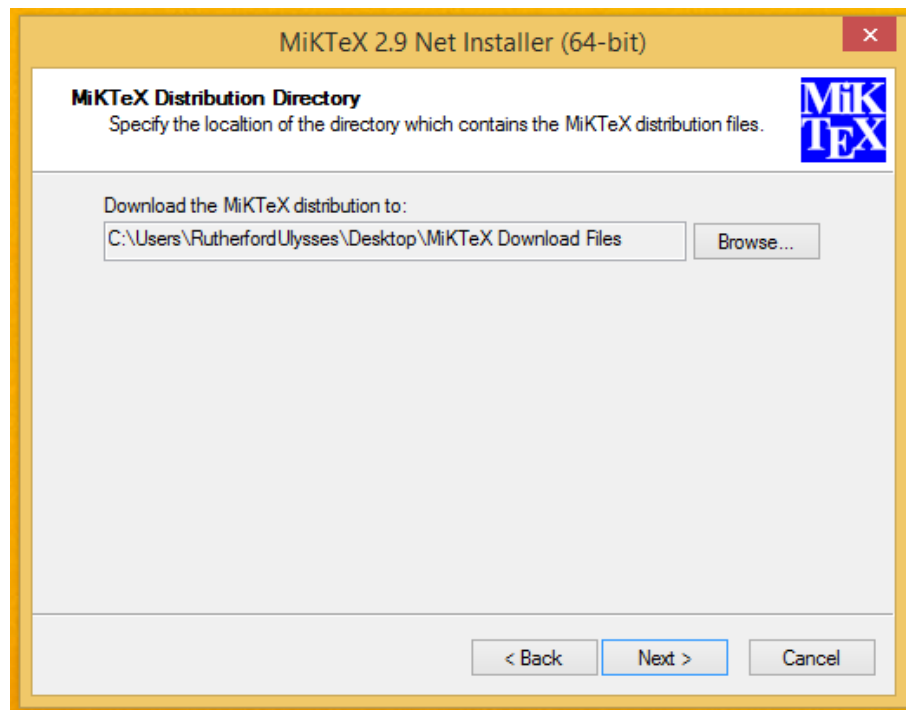 MiKTeX 2.9 Net Installer (64-bit)
×
MiKTeX Distribution Directory
Specify the localtion of the directory which contains the MiKTeX distribution files.
MiK
TEX
Download the MiKTeX distribution to:
C:\Users\RutherfordUlysses\Desktop\MiKTeX Download Files
Browse...
< Back
Next >
Cancel